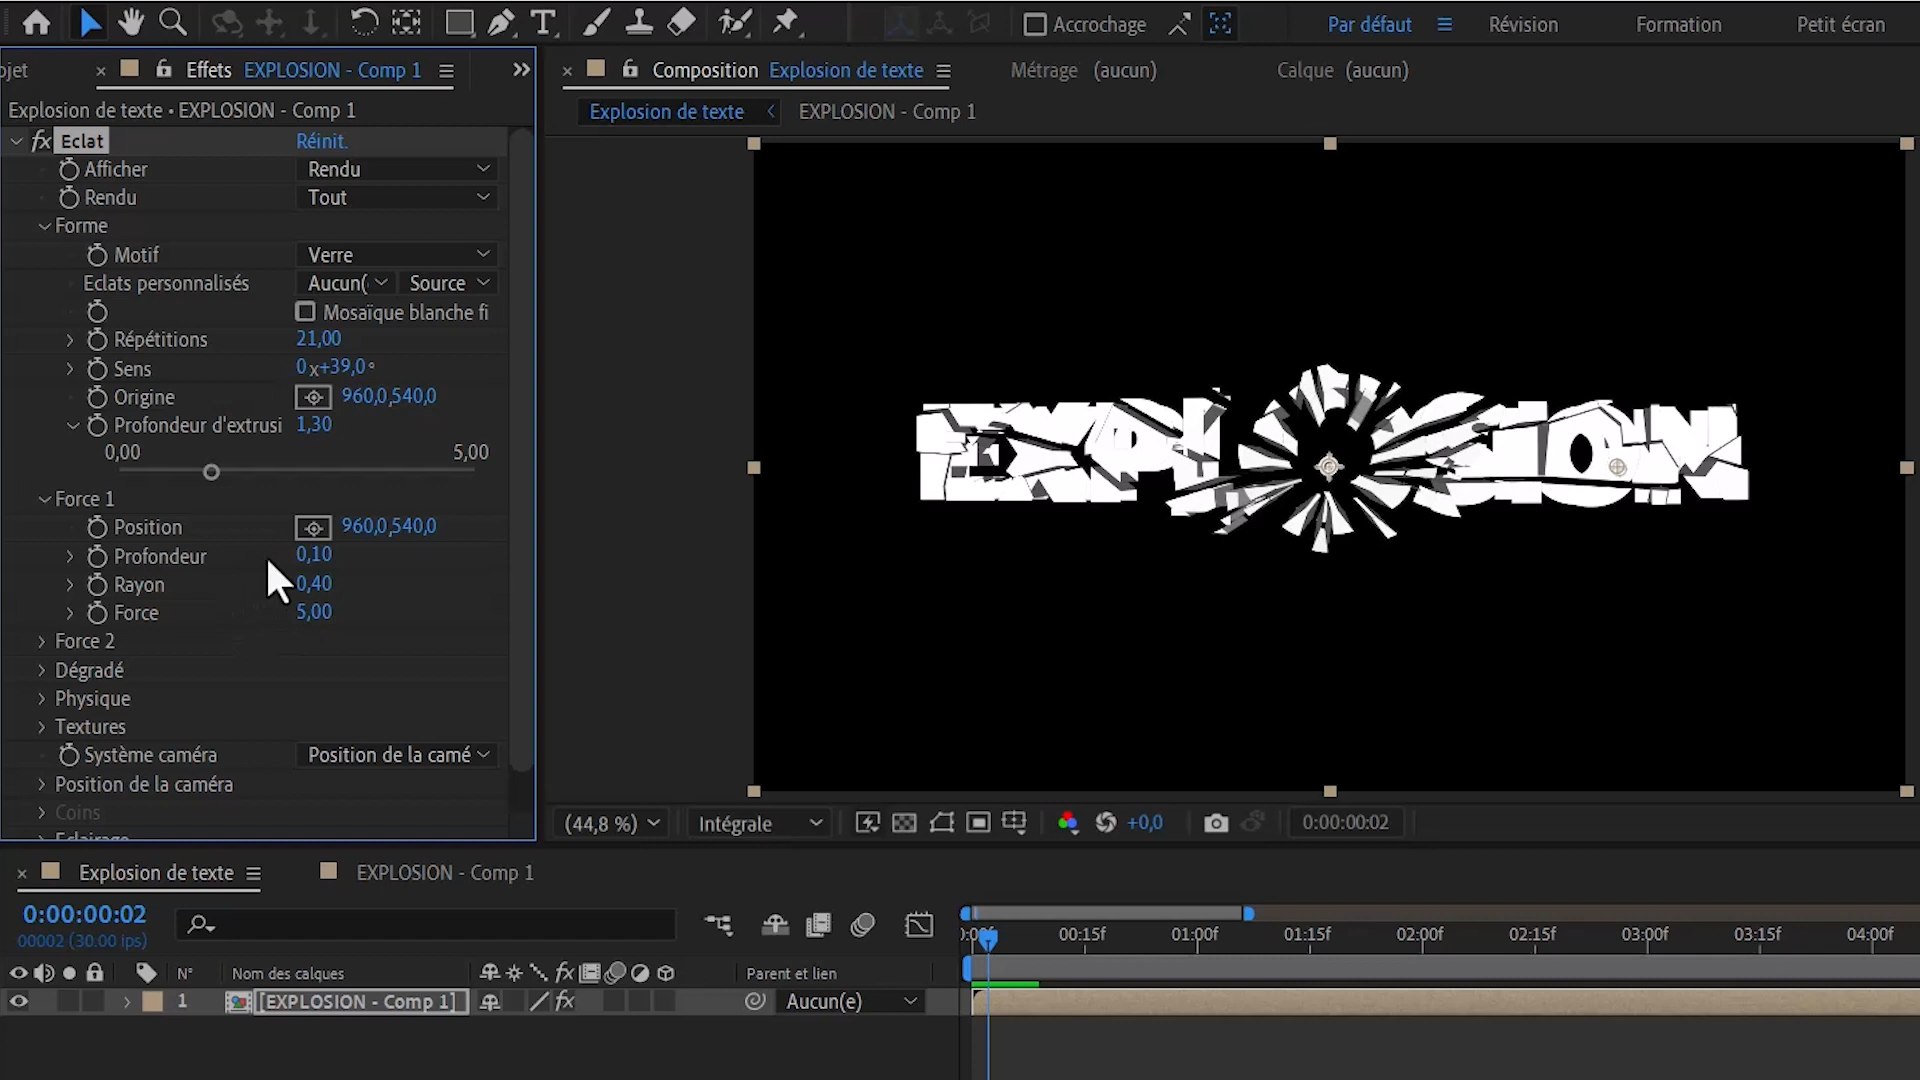 Accrochage
Par défaut
Révision
Formation
Petit écran
ojet
Effets EXPLOSION - Comp 1
Composition Explosion de texte
Métrage (aucun)
Calque (aucun)
Explosion de texte • EXPLOSION - Comp 1
Explosion de texte
EXPLOSION - Comp 1
fx Eclat Réinit.
Afficher Rendu
Rendu Tout
Forme
Motif Verre
Eclats personnalisés Aucun( Source
Mosaïque blanche fi
Répétitions 21,00
Sens 0x+39,0°
Origine 960,0,540,0
Profondeur d'extrusi 1,30
0,00 5,00
Force 1
Position 960,0,540,0
Profondeur 0,10
Rayon 0,40
Force 5,00
Force 2
Dégradé
Physique
Textures
Système caméra Position de la camé
Position de la caméra
Coins
Eclairage
EXPLOSION
(44,8 %)
Intégrale
+0,0
0:00:00:02
Explosion de texte
EXPLOSION - Comp 1
0:00:00:02
00002 (30.00 ips)
00:15f 01:00f 01:15f 02:00f 02:15f 03:00f 03:15f 04:00f
N° Nom des calques fx Parent et lien
1 [EXPLOSION - Comp 1] fx Aucun(e)